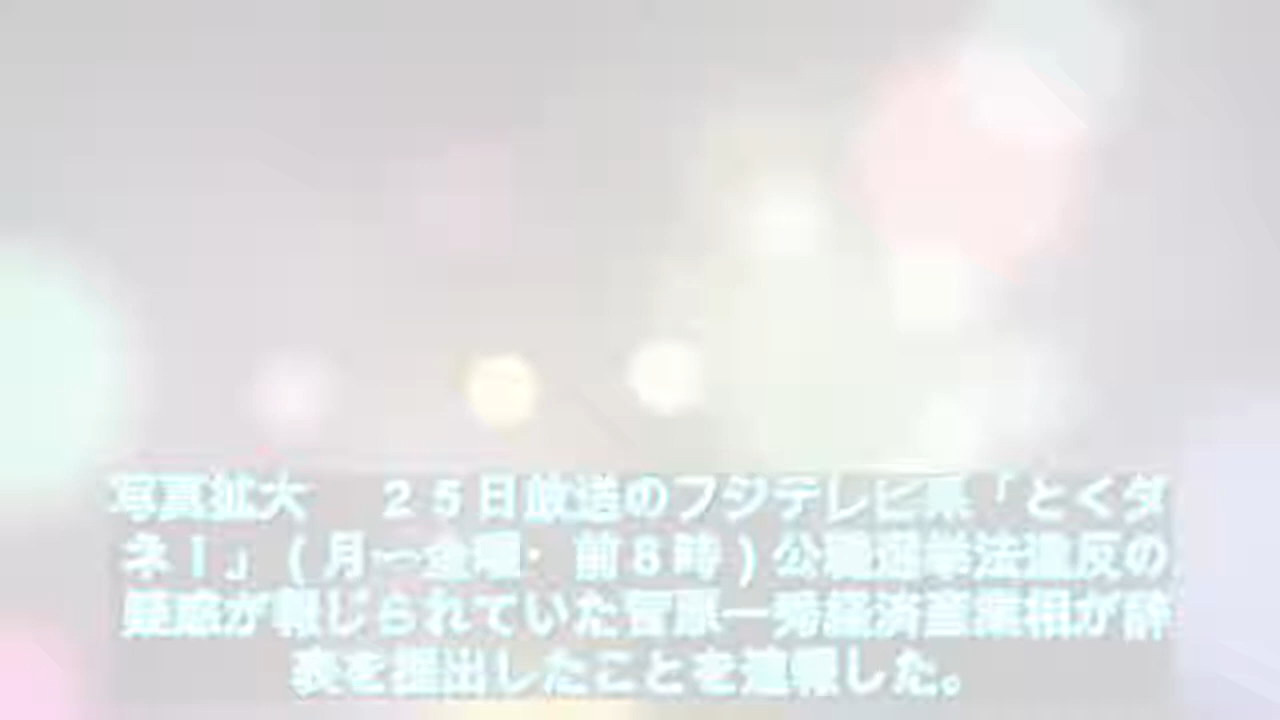 写真拡大　２５日放送のフジテレビ系「とくダ
ネ！」(月～金曜・前８時)公職選挙法違反の
疑惑が報じられていた菅原一秀経済産業相が辞
表を提出したことを速報した。